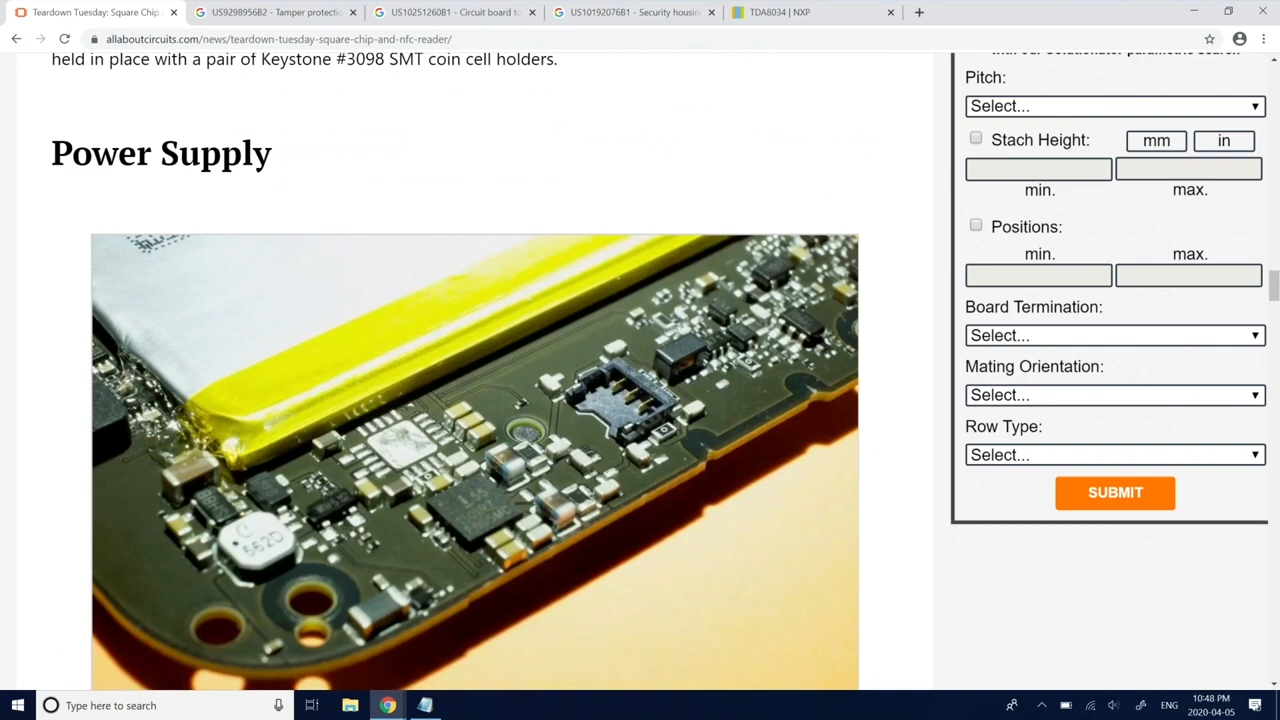 Teardown Tuesday: Square Chip
US9298956B2 - Tamper protectio
US10251260B1 - Circuit board to
US10192076B1 - Security housin
TDA8034 | NXP
allaboutcircuits.com/news/teardown-tuesday-square-chip-and-nfc-reader/
held in place with a pair of Keystone #3098 SMT coin cell holders.
Power Supply
C
562D
Pitch:
Select...
Stach Height:
mm
in
min.
max.
Positions:
min.
max.
Board Termination:
Select...
Mating Orientation:
Select...
Row Type:
Select...
SUBMIT
Type here to search
ENG
10:48 PM
2020-04-05